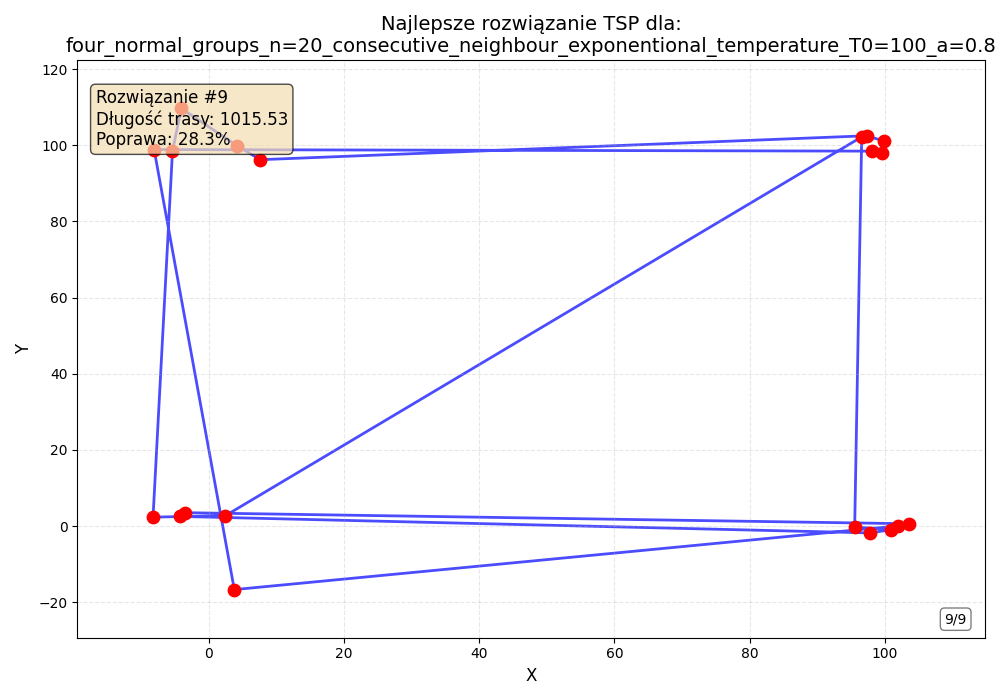 Najlepsze rozwiązanie TSP dla:
four_normal_groups_n=20_consecutive_neighbour_exponentional_temperature_T0=100_a=0.8
Rozwiązanie #9
Długość trasy: 1015.53
Poprawa: 28.3%
120
100
80
60
40
20
0
−20
Y
9/9
0 20 40 60 80 100
X